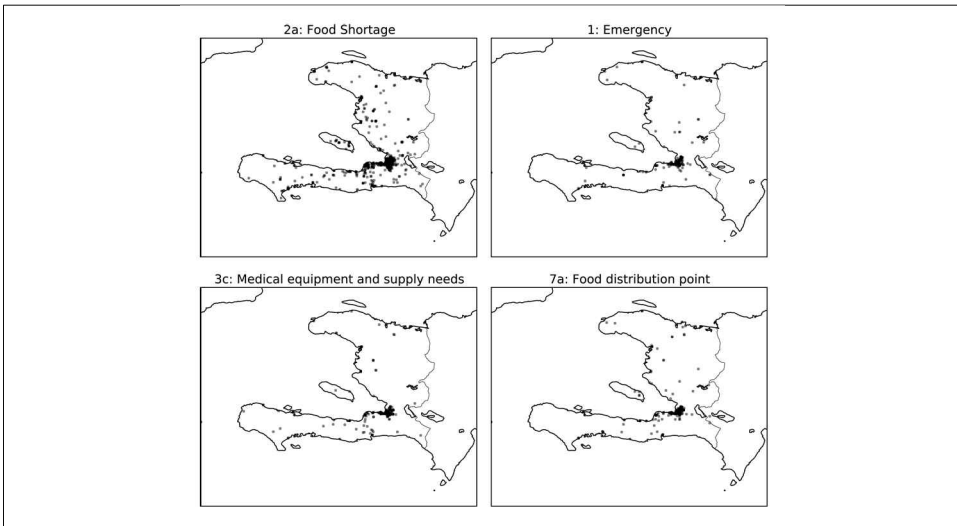 2a: Food Shortage
1: Emergency
3c: Medical equipment and supply needs
7a: Food distribution point